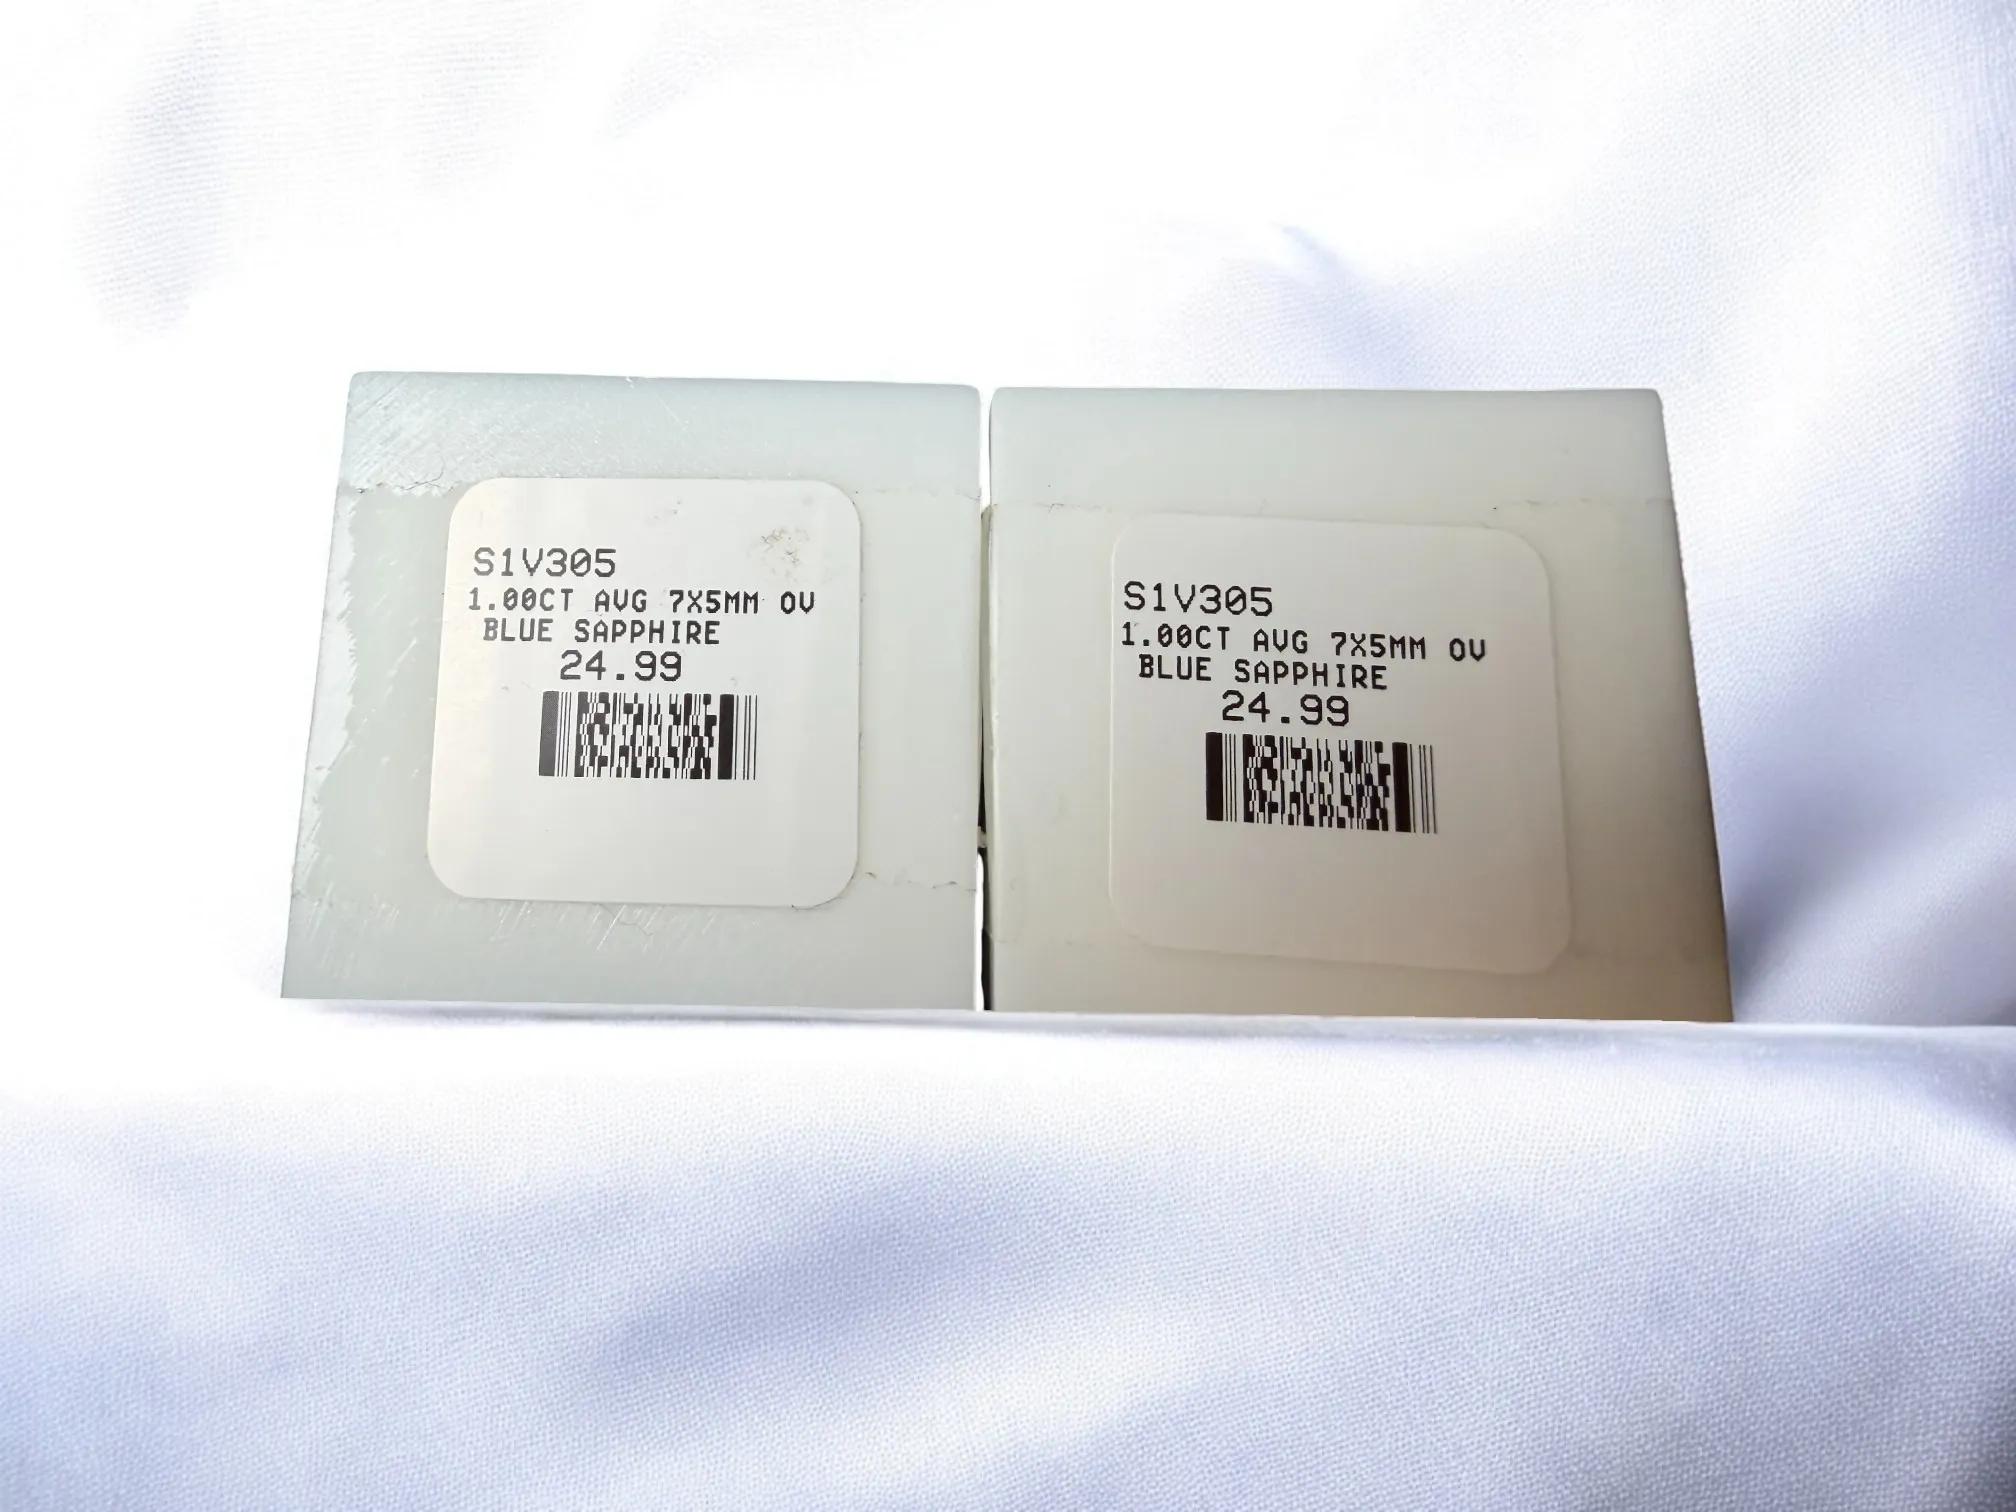 S1V305
1.00CT AVG 7X5MM OV
BLUE SAPPHIRE
24.99
S1V305
1.00CT AVG 7X5MM OV
BLUE SAPPHIRE
24.99